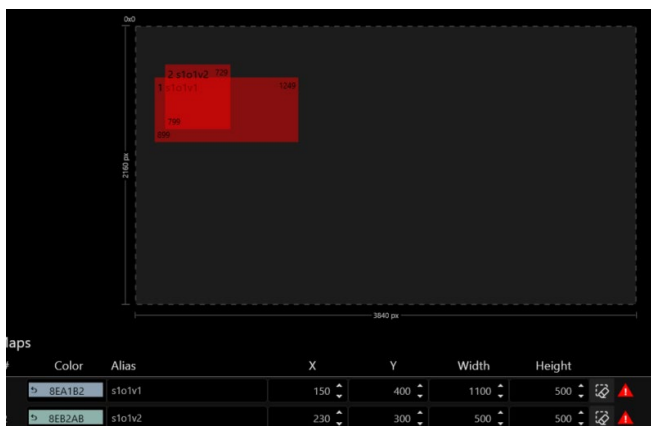 0x0
2 s1o1v2 729
1 s1o1v1 1249
799
899
2160 px
3840 px
Maps
# Color Alias X Y Width Height
8EA1B2 s1o1v1 150 400 1100 500
8EB2AB s1o1v2 230 300 500 500